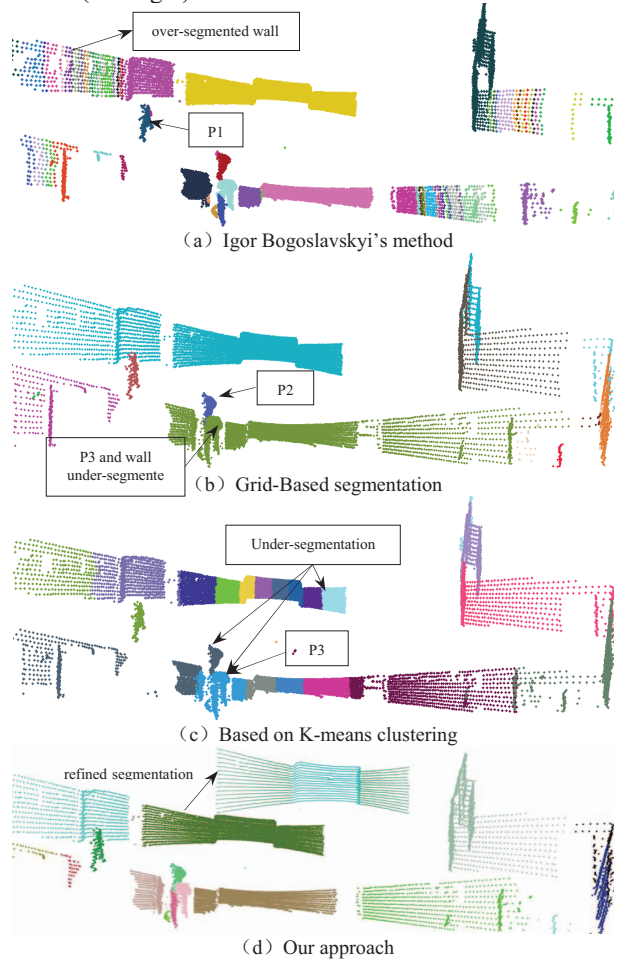 over-segmented wall
P1
（a）Igor Bogoslavskyi’s method
P2
P3 and wall
under-segmente
（b）Grid-Based segmentation
Under-segmentation
P3
（c）Based on K-means clustering
refined segmentation
（d）Our approach